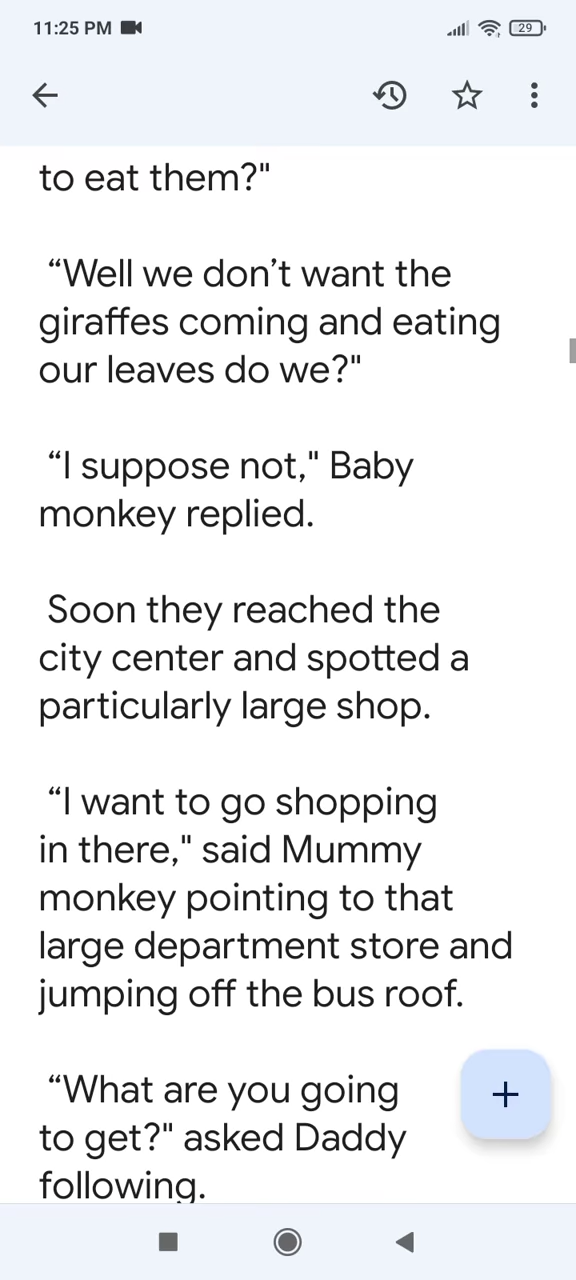 11:25 PM
29
to eat them?"
“Well we don’t want the
giraffes coming and eating
our leaves do we?"
“I suppose not," Baby
monkey replied.
Soon they reached the
city center and spotted a
particularly large shop.
“I want to go shopping
in there," said Mummy
monkey pointing to that
large department store and
jumping off the bus roof.
“What are you going
to get?" asked Daddy
following.